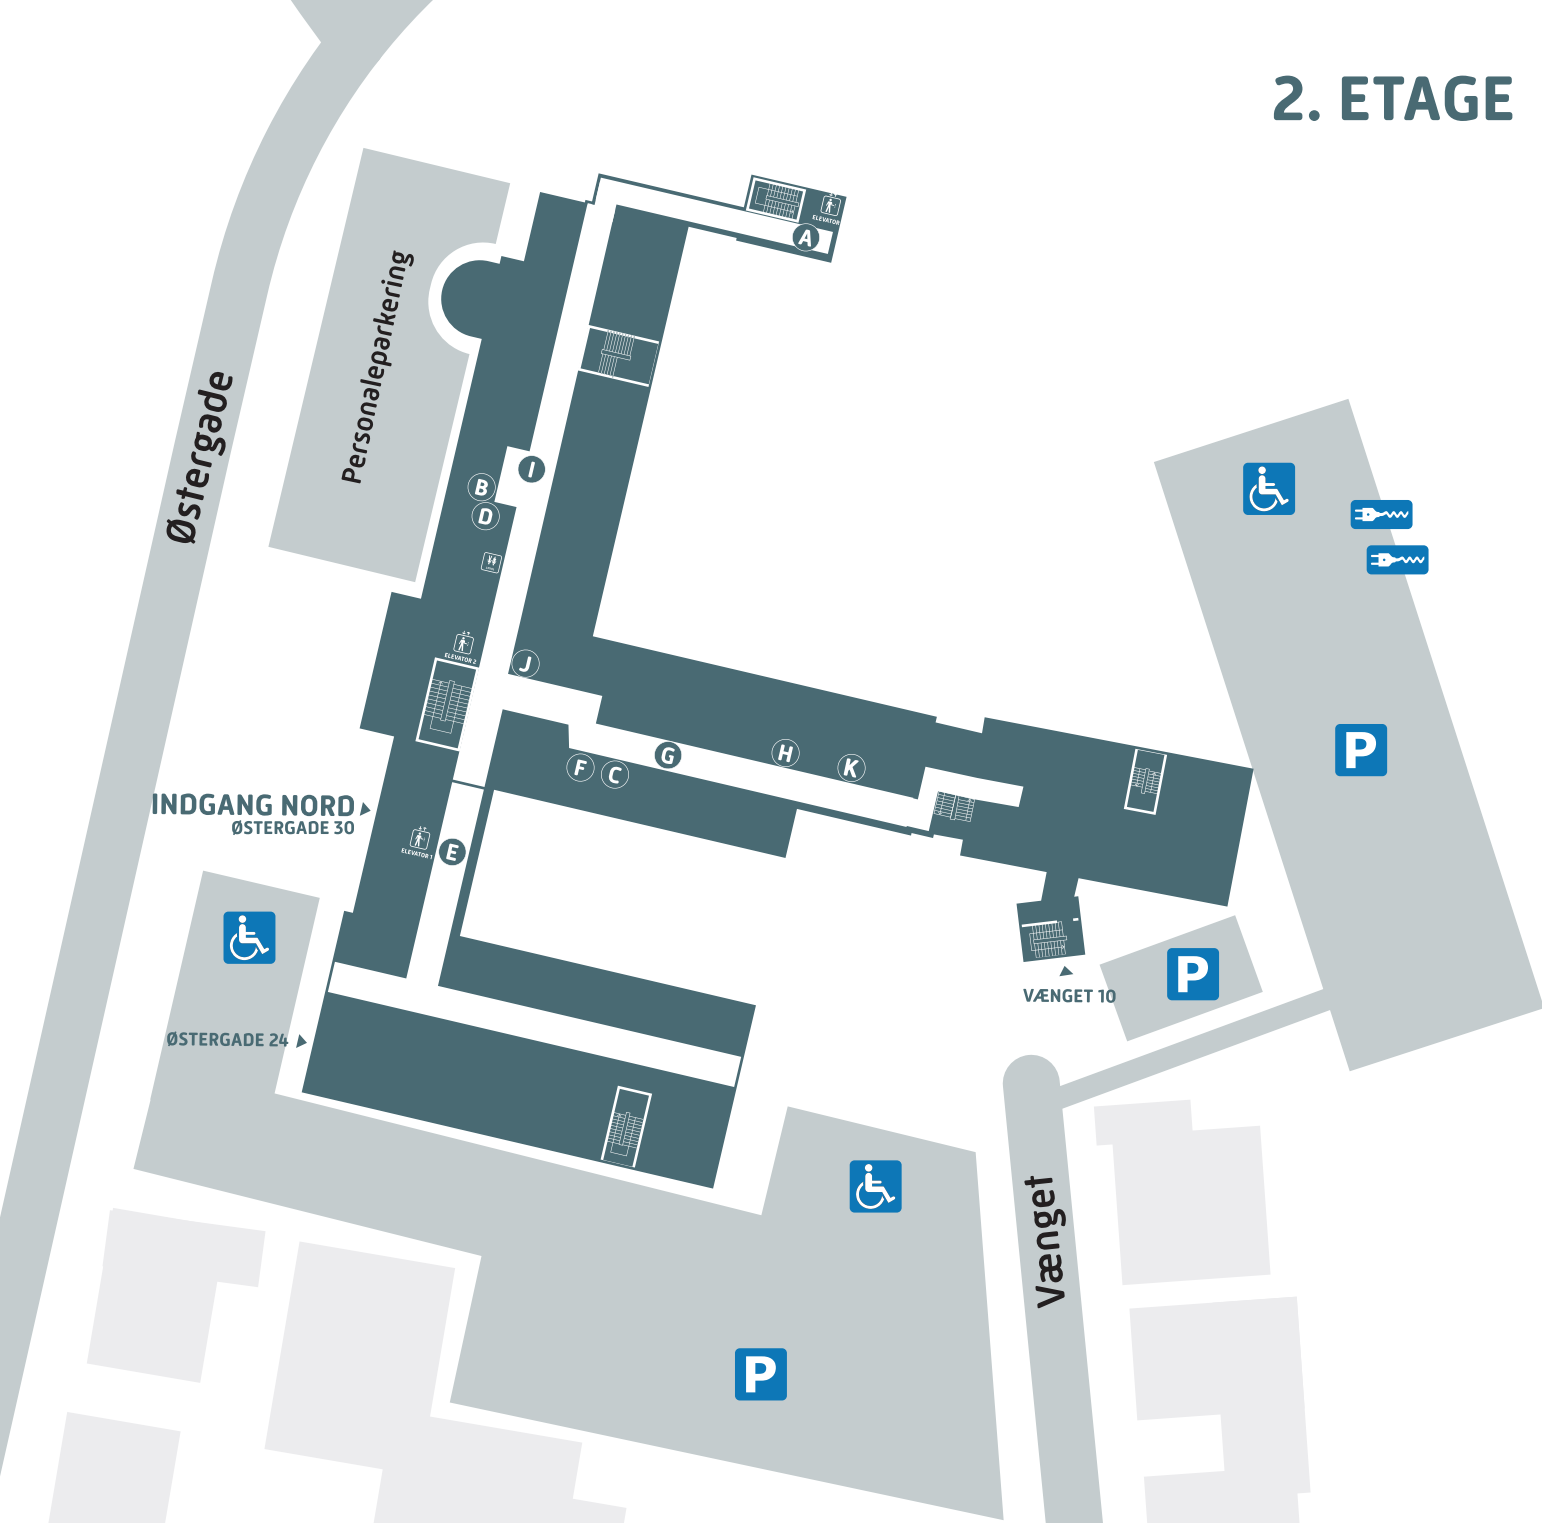 2. ETAGE
ELEVATOR
A
Personaleparkering
Østergade
I
B
D
ELEVATOR 2
J
G
H
K
F
C
INDGANG NORD
ØSTERGADE 30
ELEVATOR 1
E
P
P
VÆNGET 10
ØSTERGADE 24
Vænget
P